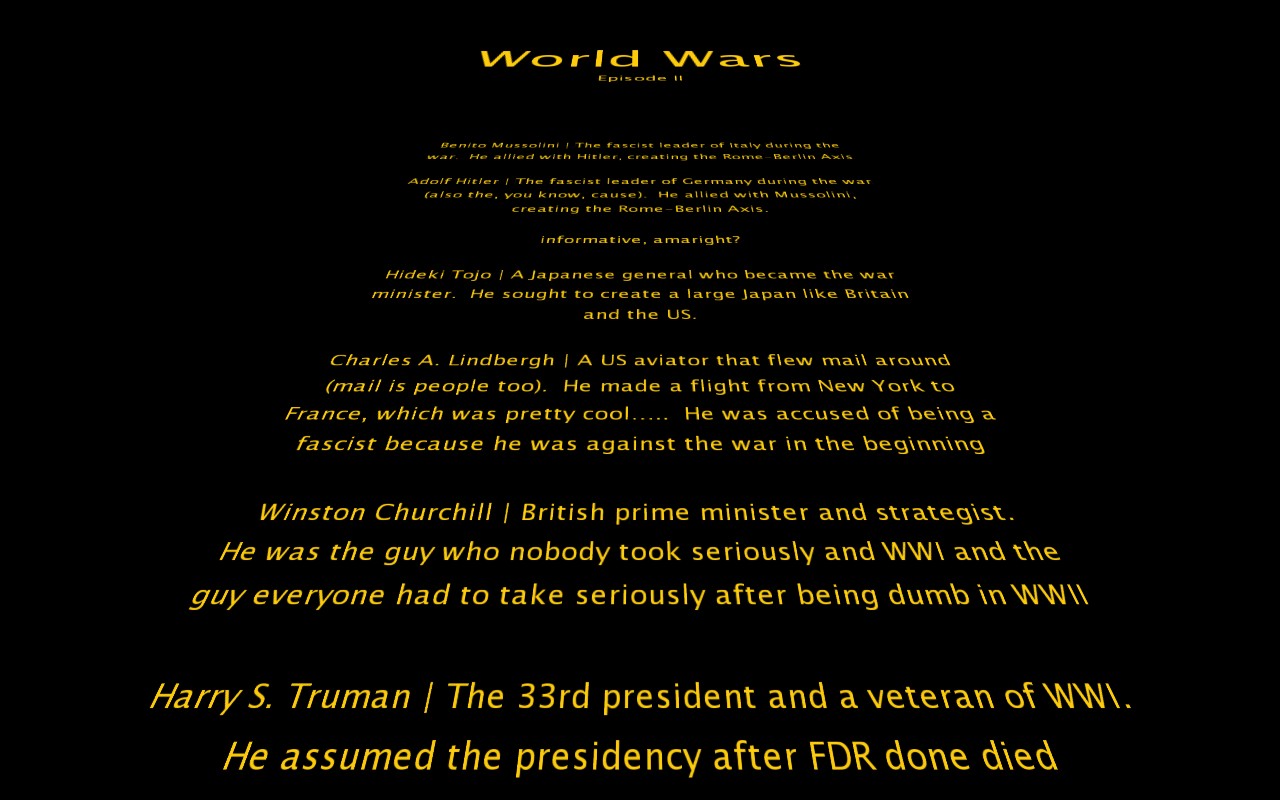 World Wars
Episode II
Benito Mussolini | The fascist leader of Italy during the
war.  He allied with Hitler, creating the Rome-Berlin Axis
Adolf Hitler | The fascist leader of Germany during the war
(also the, you know, cause).  He allied with Mussolini,
creating the Rome-Berlin Axis.
informative, amaright?
Hideki Tojo | A Japanese general who became the war
minister.  He sought to create a large Japan like Britain
and the US.
Charles A. Lindbergh | A US aviator that flew mail around
(mail is people too).  He made a flight from New York to
France, which was pretty cool.....  He was accused of being a
fascist because he was against the war in the beginning
Winston Churchill | British prime minister and strategist.
He was the guy who nobody took seriously and WWI and the
guy everyone had to take seriously after being dumb in WWII
Harry S. Truman | The 33rd president and a veteran of WWI.
He assumed the presidency after FDR done died